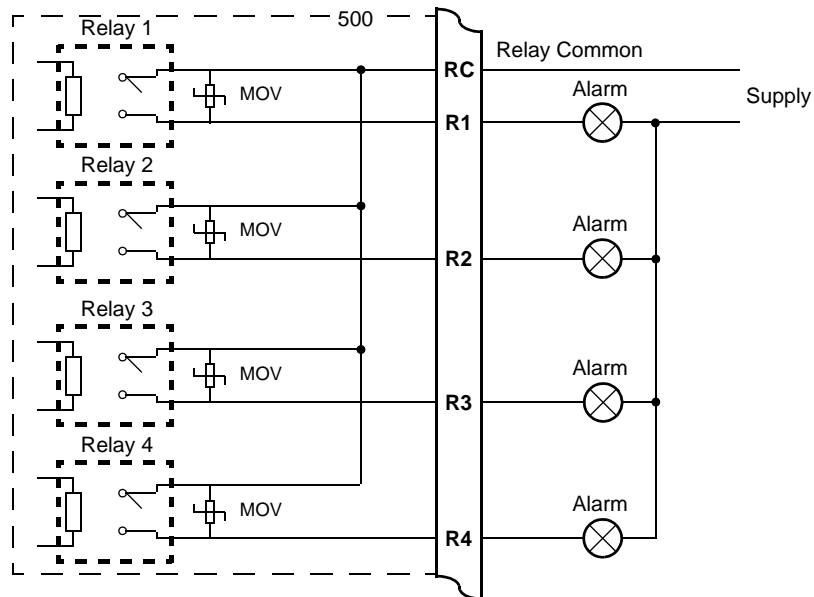 500
Relay 1
RC
Relay Common
MOV
Alarm
Supply
R1
Relay 2
MOV
Alarm
R2
Relay 3
MOV
Alarm
R3
Relay 4
MOV
Alarm
R4